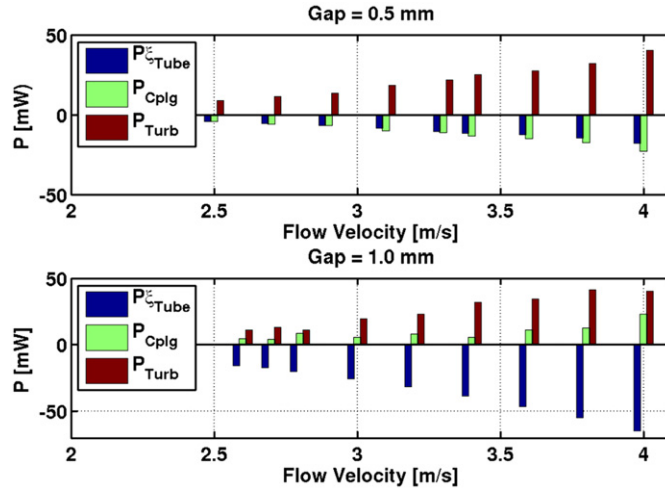 Gap = 0.5 mm
50
0
-50
P [mW)
PξTube
PCplg
PTurb
2
2.5
3
3.5
4
Flow Velocity [m/s]
Gap = 1.0 mm
50
0
-50
P [mW]
PξTube
PCplg
PTurb
2
2.5
3
3.5
4
Flow Velocity [m/s]